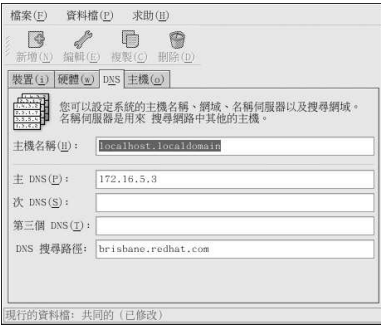 檔案(F) 資料檔(P) 求助(H)
新增(N) 編輯(E) 複製(C) 刪除(D)
裝置(i) 硬體(w) DNS 主機(o)
您可以設定系統的主機名稱、網域、名稱伺服器以及搜尋網域。
名稱伺服器是用來 搜尋網路中其他的主機。
主機名稱(H): localhost.localdomain
主 DNS(P): 172.16.5.3
次 DNS(S):
第三個 DNS(T):
DNS 搜尋路徑: brisbane.redhat.com
現行的資料檔: 共同的 (已修改)